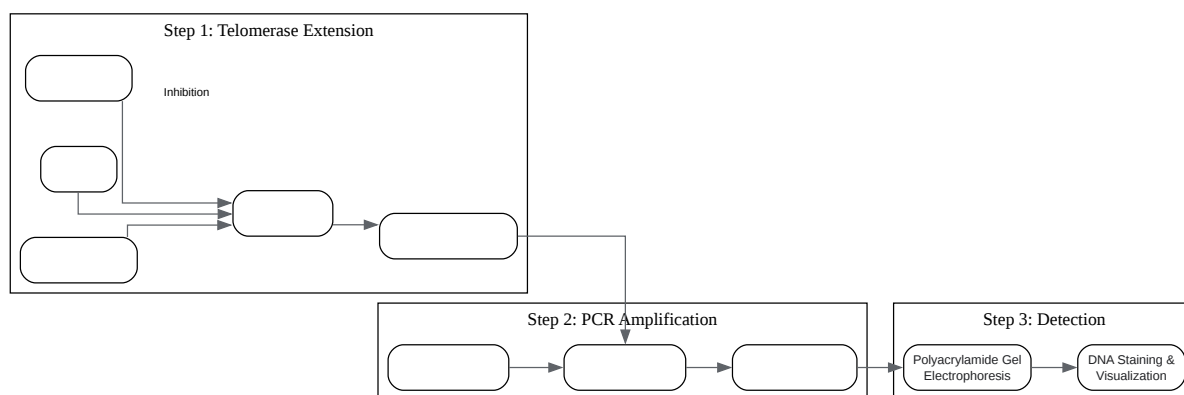 Step 1: Telomerase Extension
Inhibition
Step 2: PCR Amplification
Step 3: Detection
Polyacrylamide Gel
Electrophoresis
DNA Staining &
Visualization